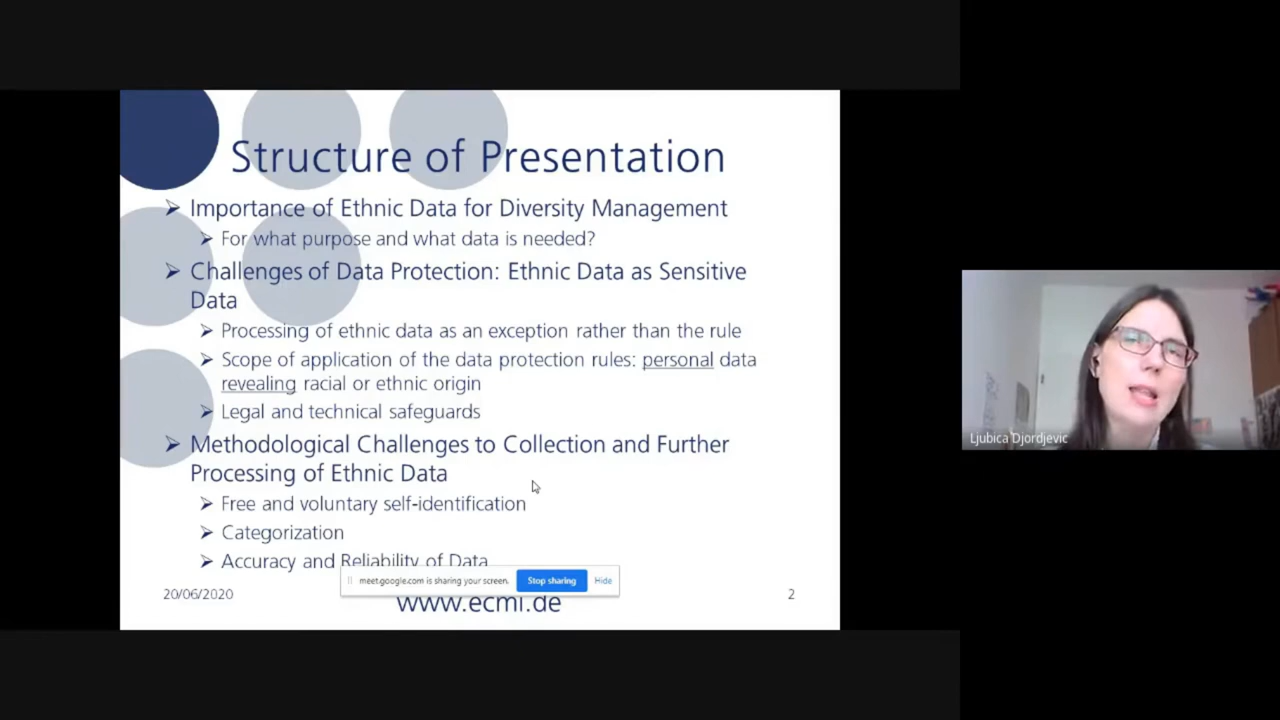 Structure of Presentation
Importance of Ethnic Data for Diversity Management
For what purpose and what data is needed?
Challenges of Data Protection: Ethnic Data as Sensitive
Data
Processing of ethnic data as an exception rather than the rule
Scope of application of the data protection rules: personal data
revealing racial or ethnic origin
Legal and technical safeguards
Methodological Challenges to Collection and Further
Processing of Ethnic Data
Free and voluntary self-identification
Categorization
Accuracy and Reliability of Data
meet.google.com is sharing your screen. Stop sharing Hide
20/06/2020 www.ecmi.de 2
Ljubica Djordjevic